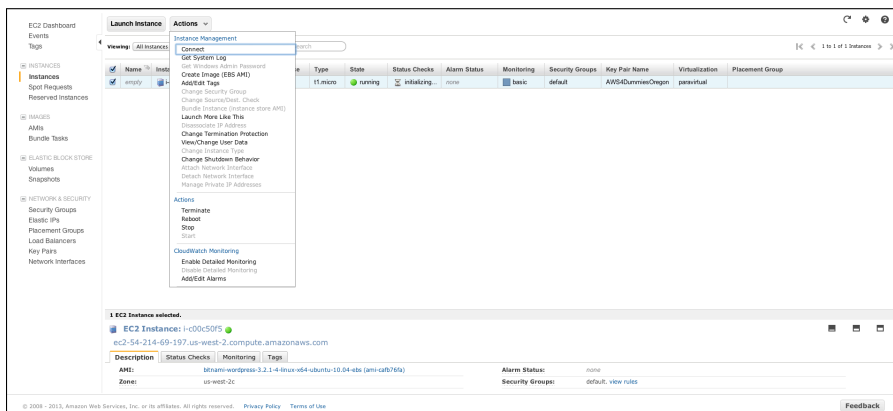 EC2 Dashboard
Events
Tags
INSTANCES
Instances
Spot Requests
Reserved Instances
IMAGES
AMIs
Bundle Tasks
ELASTIC BLOCK STORE
Volumes
Snapshots
NETWORK & SECURITY
Security Groups
Elastic IPs
Placement Groups
Load Balancers
Key Pairs
Network Interfaces
Launch Instance Actions
Viewing: All Instances
1 to 1 of 1 Instances
Name Type State Status Checks Alarm Status Monitoring Security Groups Key Pair Name Virtualization Placement Group
empty t1.micro running initializing... none basic default AWS4DummiesOregon paravirtual
Instance Management
Connect
Get System Log
Get Windows Admin Password
Create Image (EBS AMI)
Add/Edit Tags
Change Security Group
Change Source/Dest. Check
Bundle Instance (instance store AMI)
Launch More Like This
Disassociate IP Address
Change Termination Protection
View/Change User Data
Change Instance Type
Change Shutdown Behavior
Attach Network Interface
Detach Network Interface
Manage Private IP Addresses
Actions
Terminate
Reboot
Stop
Start
CloudWatch Monitoring
Enable Detailed Monitoring
Disable Detailed Monitoring
Add/Edit Alarms
1 EC2 Instance selected.
EC2 Instance: i-c00c50f5
ec2-54-214-69-197.us-west-2.compute.amazonaws.com
Description Status Checks Monitoring Tags
AMI: bitnami-wordpress-3.2.1-4-linux-x64-ubuntu-10.04-ebs (ami-cafb76fa) Alarm Status: none
Zone: us-west-2c Security Groups: default. view rules
© 2008 - 2013, Amazon Web Services, Inc. or its affiliates. All rights reserved. Privacy Policy Terms of Use Feedback